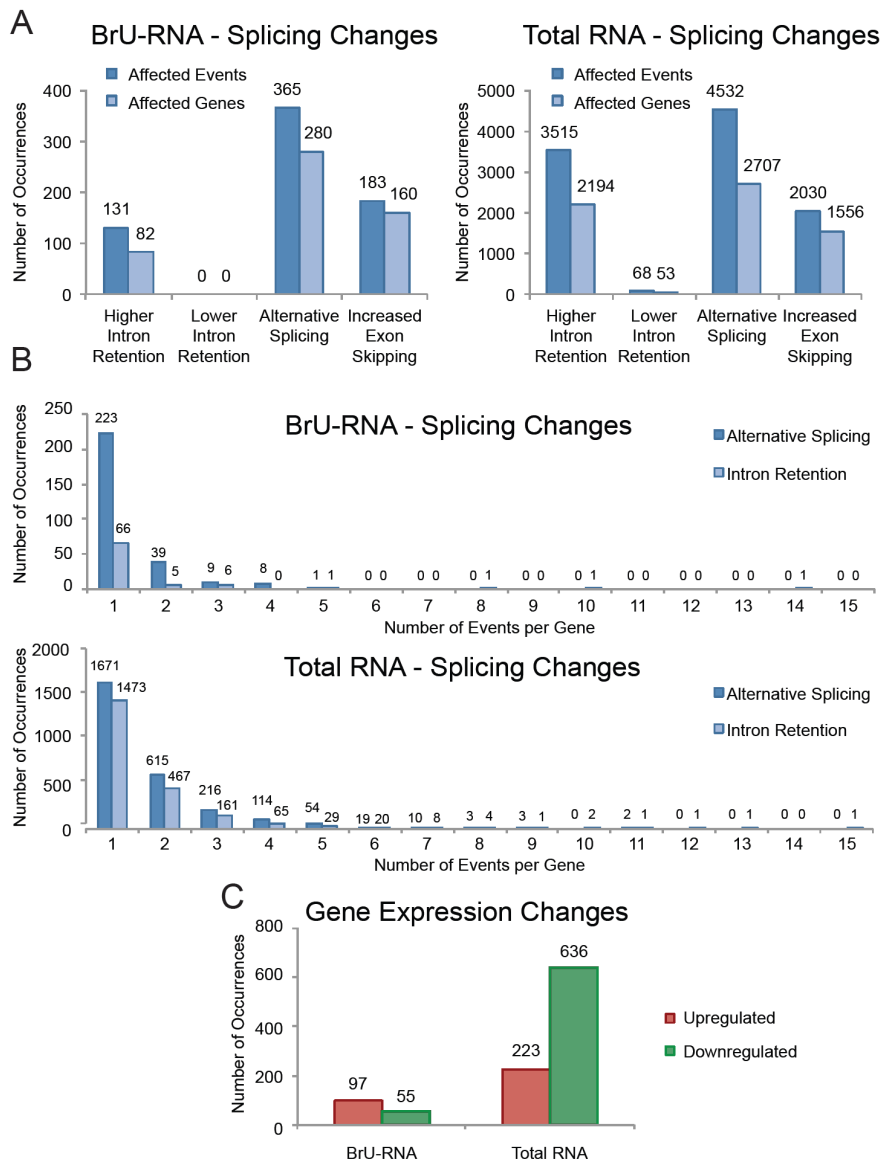 A
BrU-RNA - Splicing Changes
Affected Events
Affected Genes
Number of Occurrences
400
300
200
100
0
131
82
0
0
365
280
183
160
Higher
Intron
Retention
Lower
Intron
Retention
Alternative
Splicing
Increased
Exon
Skipping
Total RNA - Splicing Changes
Affected Events
Affected Genes
Number of Occurrences
5000
4000
3000
2000
1000
0
3515
2194
68
53
4532
2707
2030
1556
Higher
Intron
Retention
Lower
Intron
Retention
Alternative
Splicing
Increased
Exon
Skipping
B
BrU-RNA - Splicing Changes
Alternative Splicing
Intron Retention
Number of Occurrences
250
200
150
100
50
0
223
66
39
5
9
6
8
0
1 1
0 0
0 0
0 1
0 0
0 1
0 0
0 0
0 0
0 1
0 0
1 2 3 4 5 6 7 8 9 10 11 12 13 14 15
Number of Events per Gene
Total RNA - Splicing Changes
Alternative Splicing
Intron Retention
Number of Occurrences
2000
1500
1000
500
0
1671
1473
615
467
216
161
114
65
54
29
19 20
10 8
3 4
3 1
0 2
2 1
0 1
0 1
0 0
0 1
1 2 3 4 5 6 7 8 9 10 11 12 13 14 15
Number of Events per Gene
C
Gene Expression Changes
Number of Occurrences
800
600
400
200
0
97
55
223
636
BrU-RNA
Total RNA
Upregulated
Downregulated